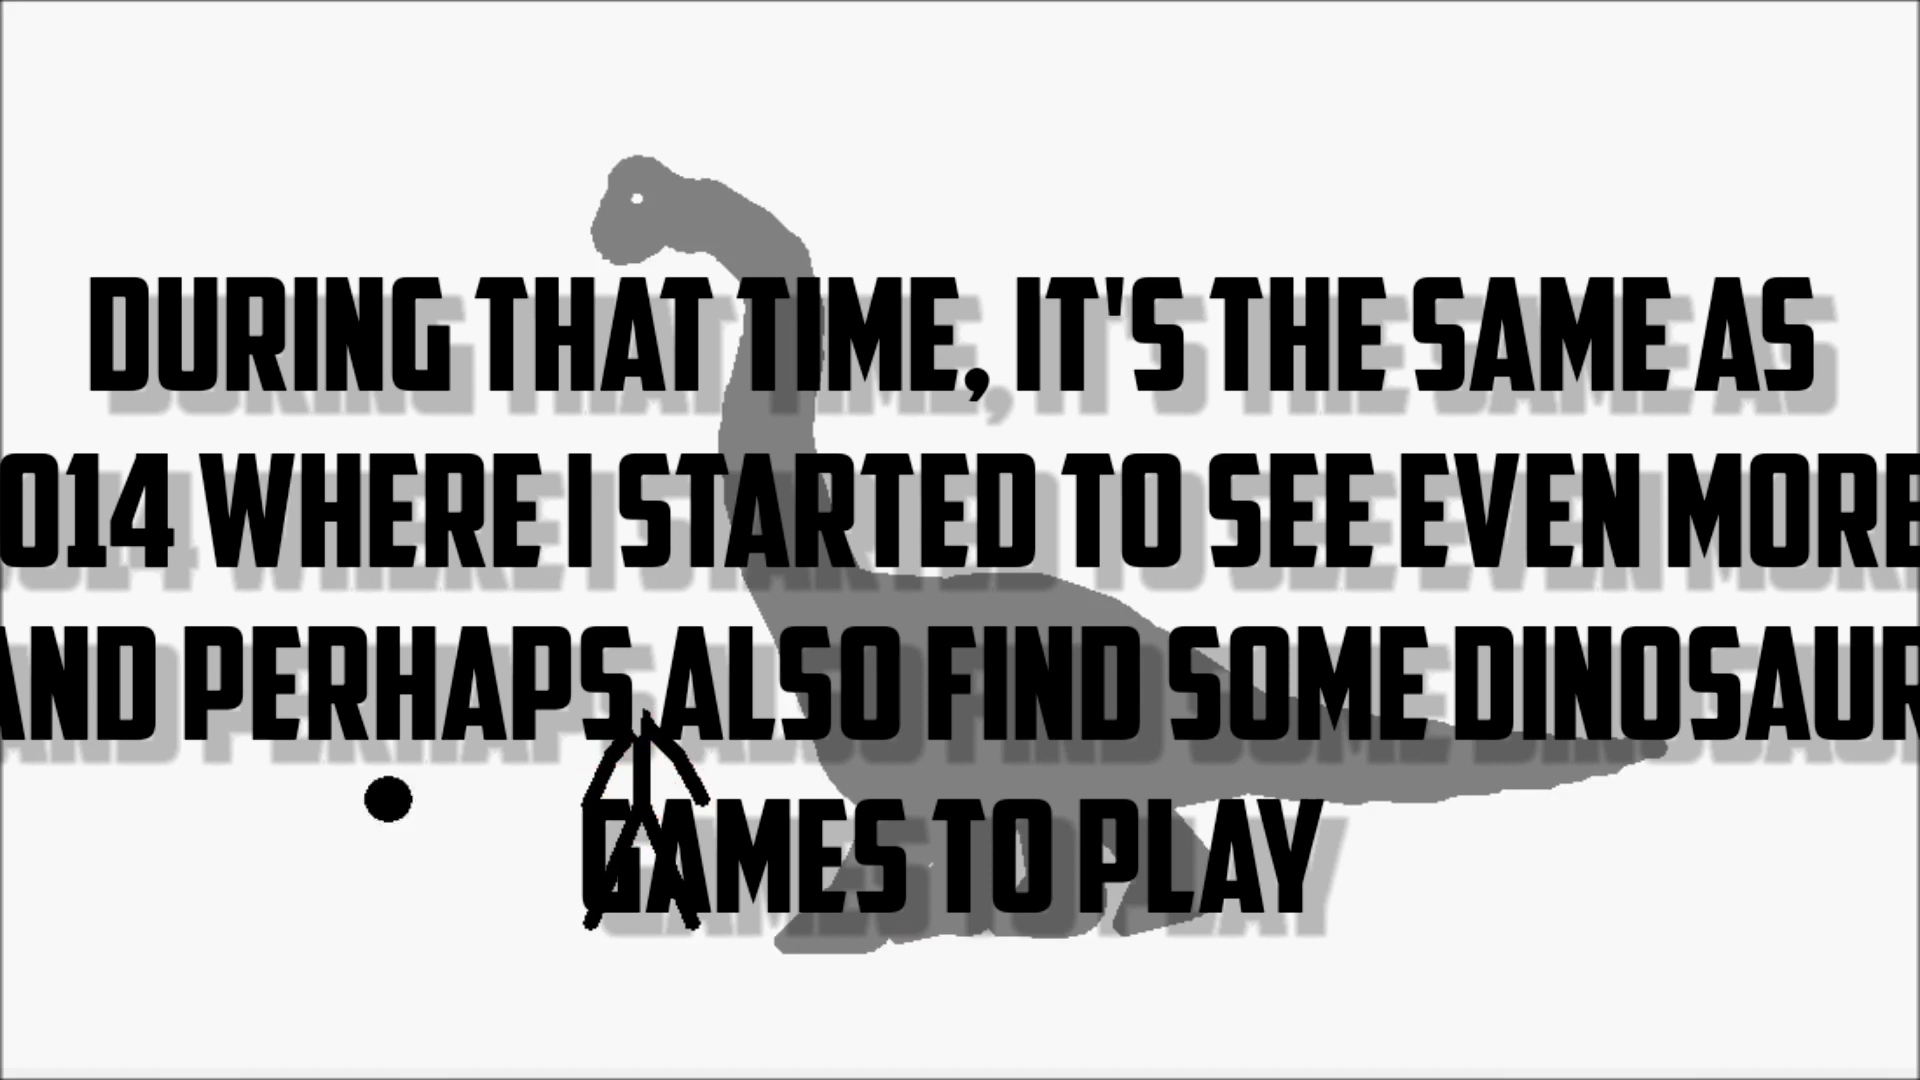 DURING THAT TIME, IT'S THE SAME AS
014 WHERE I STARTED TO SEE EVEN MORE
AND PERHAPS ALSO FIND SOME DINOSAUR
GAMES TO PLAY